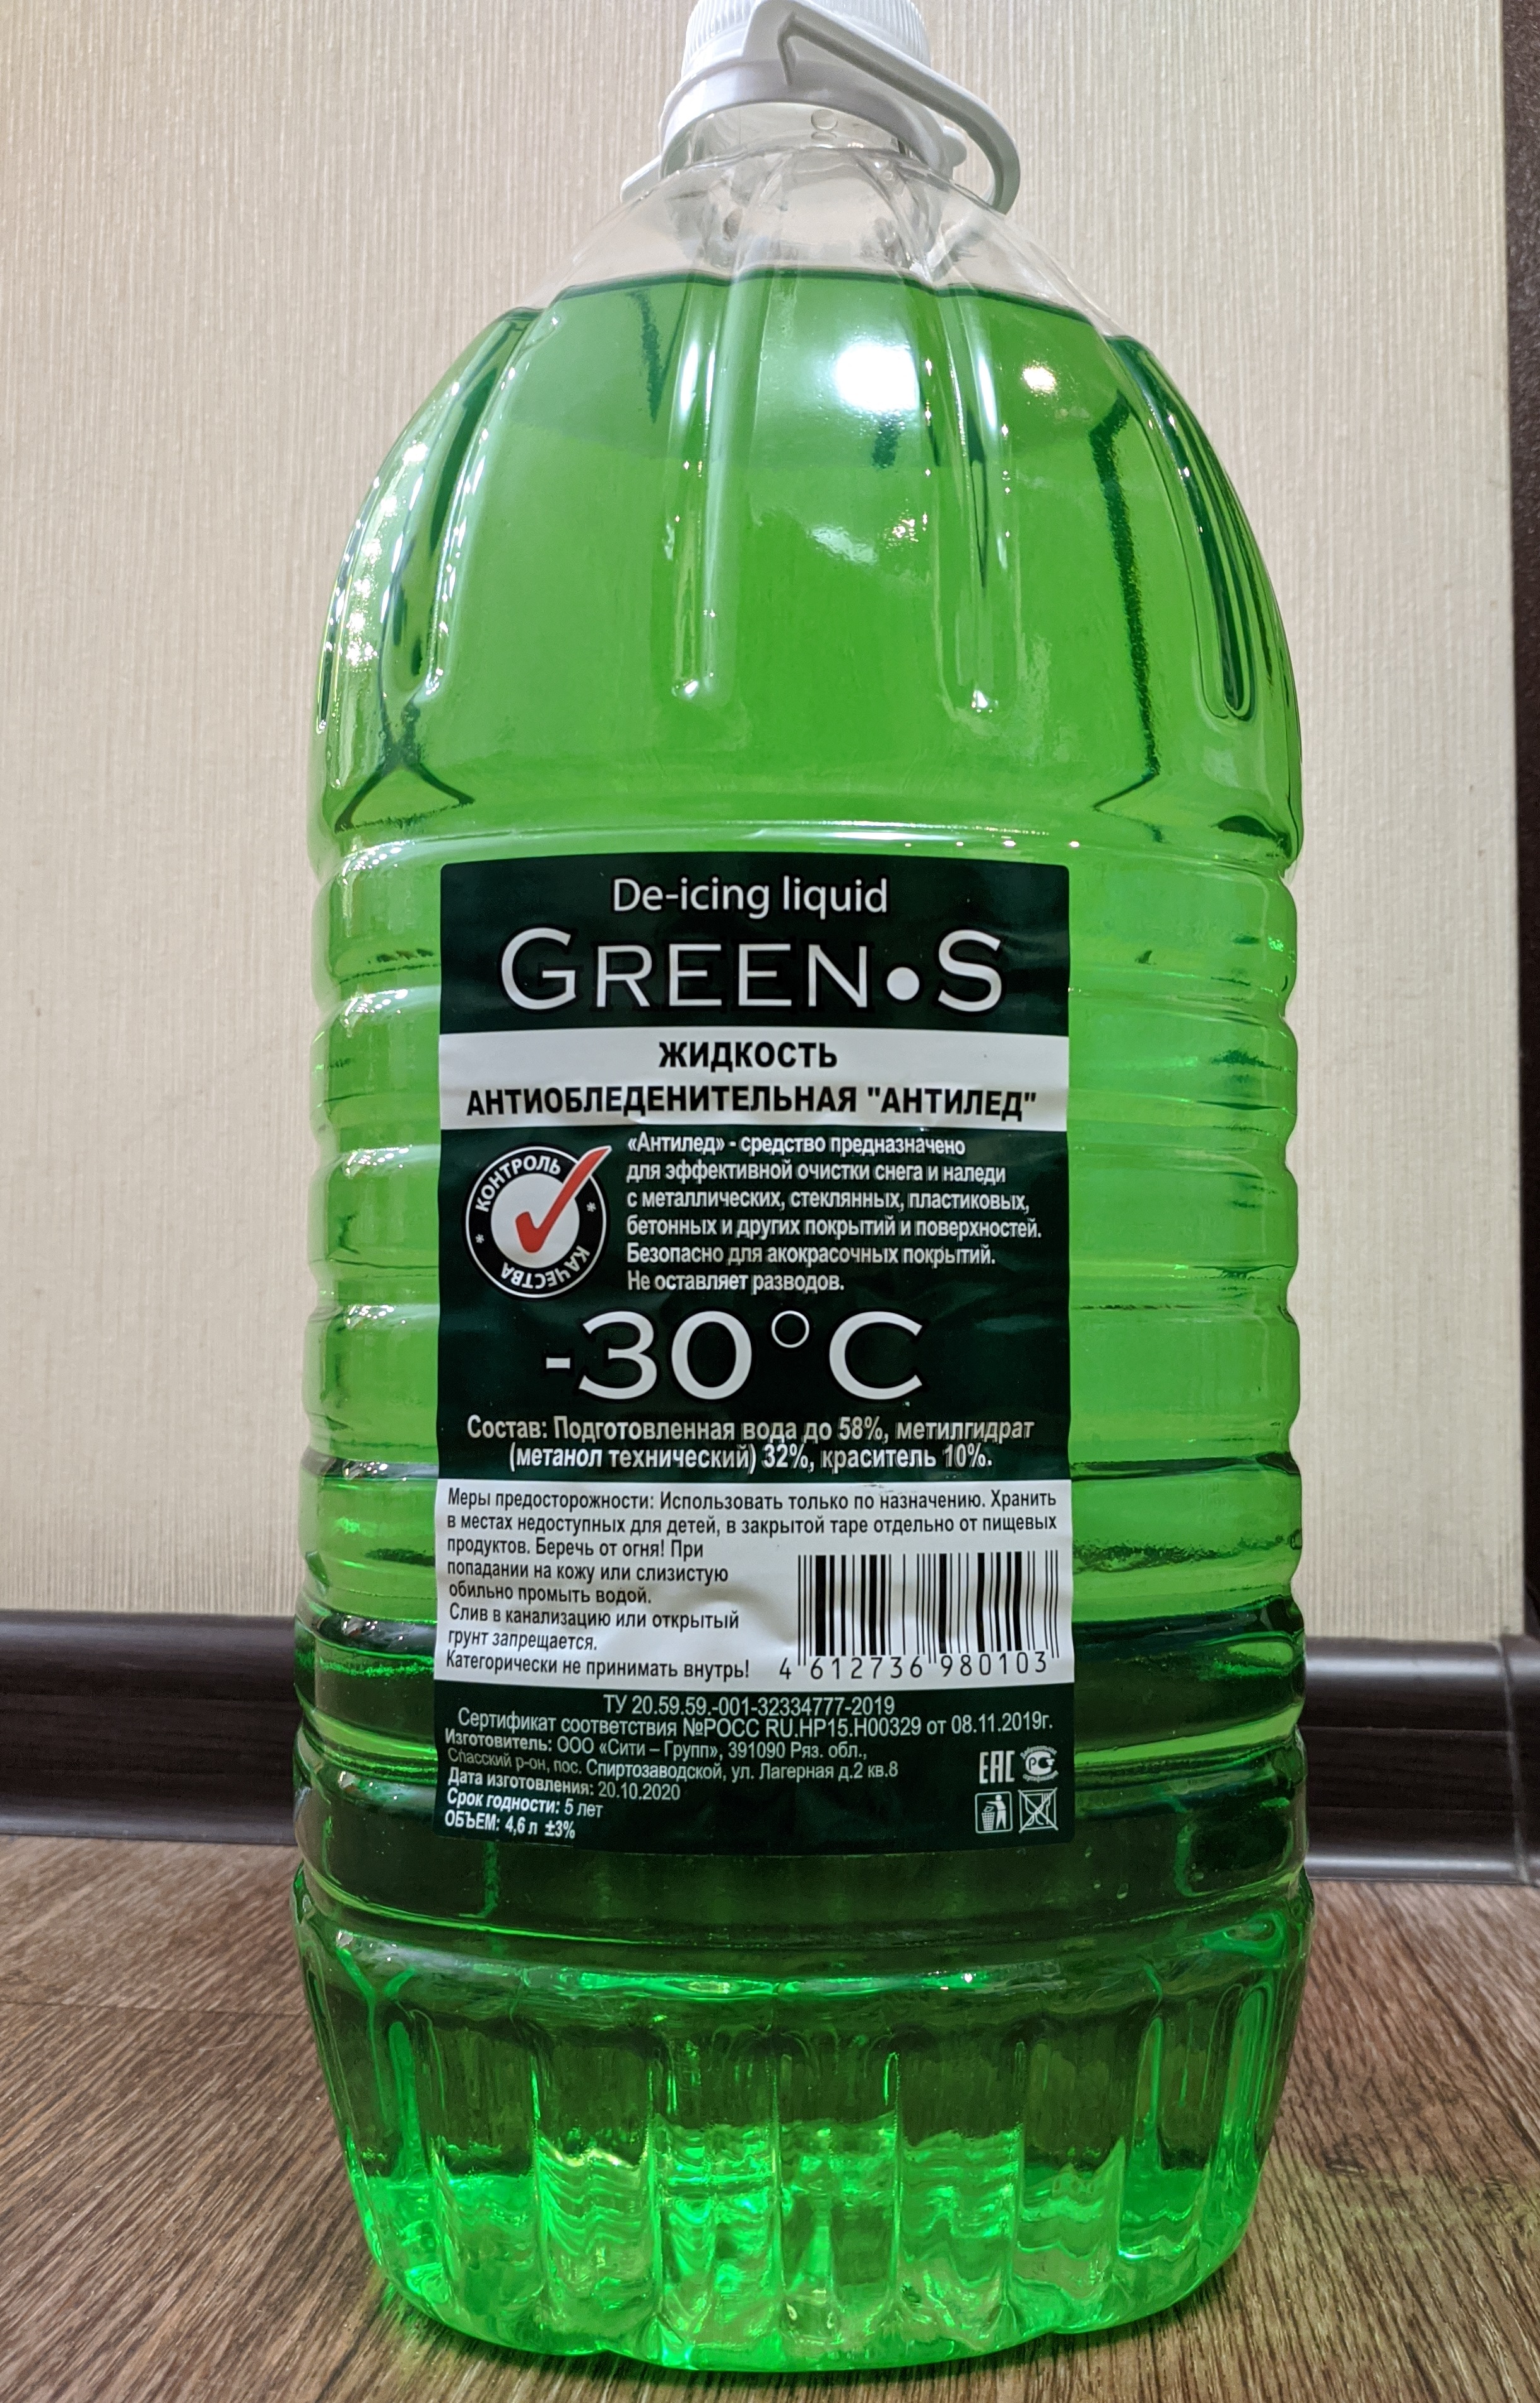 De-icing liquid
GREEN•S
ЖИДКОСТЬ
АНТИОБЛЕДЕНИТЕЛЬНАЯ "АНТИЛЕД"
КОНТРОЛЬ
* КАЧЕСТВА *
«Антилед» - средство предназначено
для эффективной очистки снега и наледи
с металлических, стеклянных, пластиковых,
бетонных и других покрытий и поверхностей.
Безопасно для акокрасочных покрытий.
Не оставляет разводов.
-30°C
Состав: Подготовленная вода до 58%, метилгидрат
(метанол технический) 32%, краситель 10%.
Меры предосторожности: Использовать только по назначению. Хранить
в местах недоступных для детей, в закрытой таре отдельно от пищевых
продуктов. Беречь от огня! При
попадании на кожу или слизистую
обильно промыть водой.
Слив в канализацию или открытый
грунт запрещается.
Категорически не принимать внутрь!
4 612736 980103
ТУ 20.59.59.-001-32334777-2019
Сертификат соответствия №РОСС RU.НР15.Н00329 от 08.11.2019г.
Изготовитель: ООО «Сити – Групп», 391090 Ряз. обл.,
Спасский р-он, пос. Спиртозаводской, ул. Лагерная д.2 кв.8
Дата изготовления: 20.10.2020
Срок годности: 5 лет
ОБЪЕМ: 4,6 л ±3%
EAC